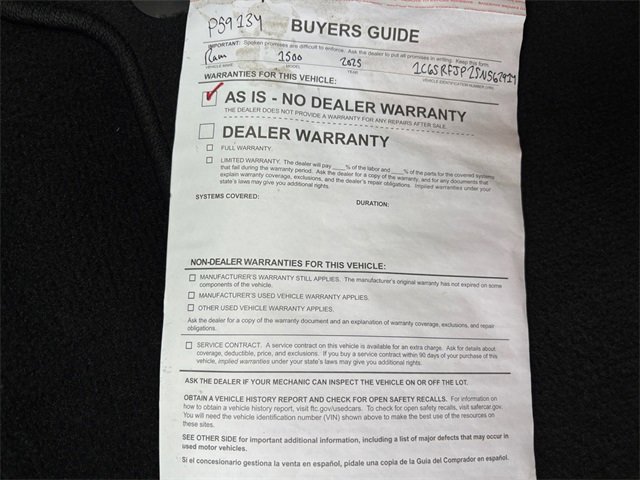 P59134
BUYERS GUIDE
IMPORTANT: Spoken promises are difficult to enforce. Ask the dealer to put all promises in writing. Keep this form.
Ram 1500 2025
VEHICLE MAKE MODEL YEAR VEHICLE IDENTIFICATION NUMBER (VIN)
WARRANTIES FOR THIS VEHICLE:
AS IS - NO DEALER WARRANTY
THE DEALER DOES NOT PROVIDE A WARRANTY FOR ANY REPAIRS AFTER SALE.
DEALER WARRANTY
FULL WARRANTY.
LIMITED WARRANTY. The dealer will pay ____% of the labor and ____% of the parts for the covered systems
that fail during the warranty period. Ask the dealer for a copy of the warranty, and for any documents that
explain warranty coverage, exclusions, and the dealer's repair obligations. Implied warranties under your
state's laws may give you additional rights.
SYSTEMS COVERED: DURATION:
NON-DEALER WARRANTIES FOR THIS VEHICLE:
MANUFACTURER'S WARRANTY STILL APPLIES. The manufacturer's original warranty has not expired on some
components of the vehicle.
MANUFACTURER'S USED VEHICLE WARRANTY APPLIES.
OTHER USED VEHICLE WARRANTY APPLIES.
Ask the dealer for a copy of the warranty document and an explanation of warranty coverage, exclusions, and repair
obligations.
SERVICE CONTRACT. A service contract on this vehicle is available for an extra charge. Ask for details about
coverage, deductible, price, and exclusions. If you buy a service contract within 90 days of your purchase of this
vehicle, implied warranties under your state's laws may give you additional rights.
ASK THE DEALER IF YOUR MECHANIC CAN INSPECT THE VEHICLE ON OR OFF THE LOT.
OBTAIN A VEHICLE HISTORY REPORT AND CHECK FOR OPEN SAFETY RECALLS. For information on
how to obtain a vehicle history report, visit ftc.gov/usedcars. To check for open safety recalls, visit safercar.gov.
You will need the vehicle identification number (VIN) shown above to make the best use of the resources on
these sites.
SEE OTHER SIDE for important additional information, including a list of major defects that may occur in
used motor vehicles.
Si el concesionario gestiona la venta en español, pídale una copia de la Guía del Comprador en español.